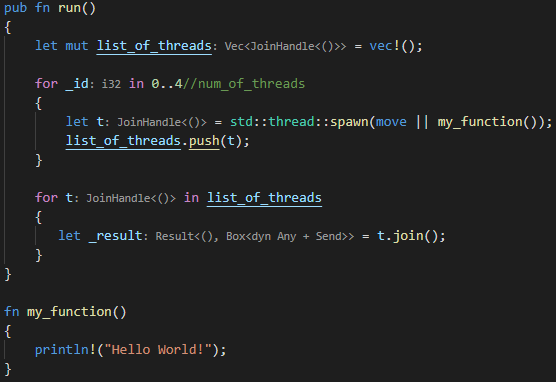 pub fn run()
{
    let mut list_of_threads: Vec<JoinHandle<()>> = vec!();
    for _id: i32 in 0..4//num_of_threads
    {
        let t: JoinHandle<()> = std::thread::spawn(move || my_function());
        list_of_threads.push(t);
    }
    for t: JoinHandle<()> in list_of_threads
    {
       let _result: Result<(), Box<dyn Any + Send>> = t.join();
    }
}
fn my_function()
{
    println!("Hello World!");
}